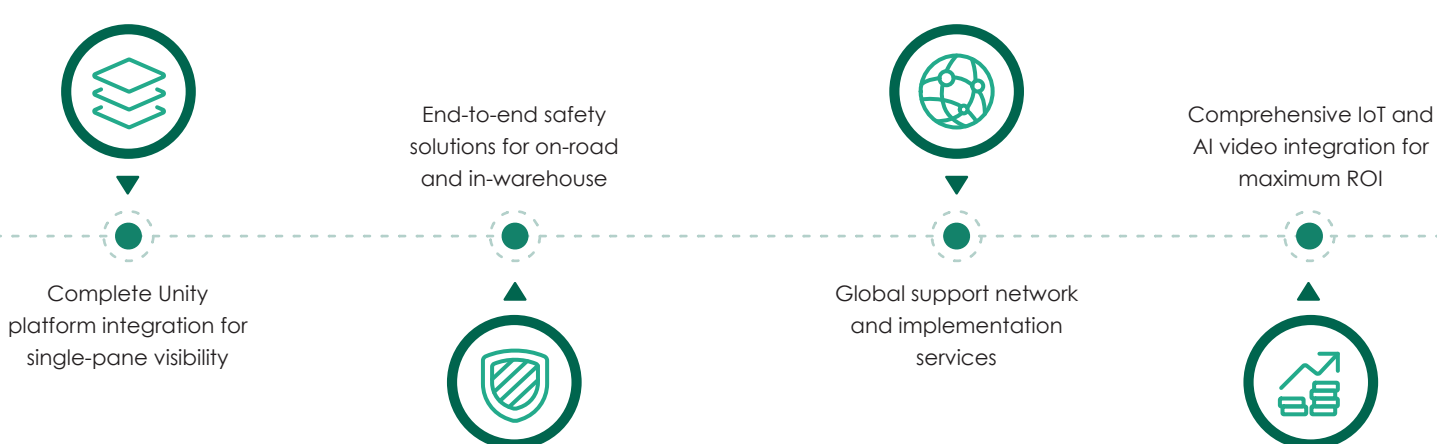 Complete Unity
platform integration for
single-pane visibility
End-to-end safety
solutions for on-road
and in-warehouse
Global support network
and implementation
services
Comprehensive IoT and
AI video integration for
maximum ROI